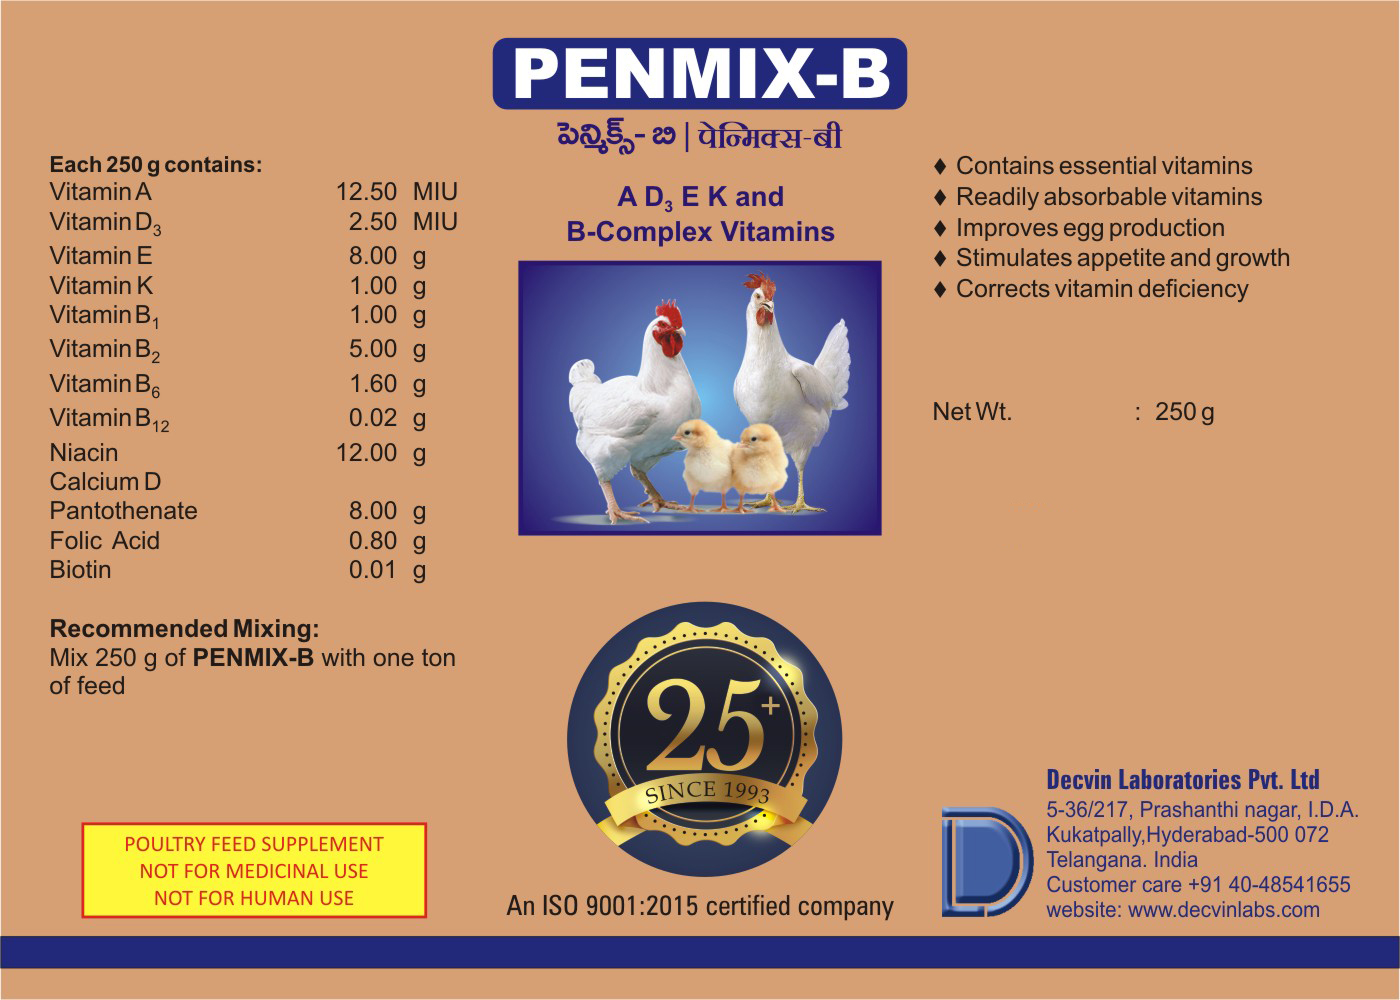 PENMIX-B
పెన్మిక్స్- బి | पेन्मिक्स-बी
A D₃ E K and
B-Complex Vitamins
Each 250 g contains:
Vitamin A 12.50 MIU
Vitamin D₃ 2.50 MIU
Vitamin E 8.00 g
Vitamin K 1.00 g
Vitamin B₁ 1.00 g
Vitamin B₂ 5.00 g
Vitamin B₆ 1.60 g
Vitamin B₁₂ 0.02 g
Niacin 12.00 g
Calcium D
Pantothenate 8.00 g
Folic Acid 0.80 g
Biotin 0.01 g
Recommended Mixing:
Mix 250 g of PENMIX-B with one ton
of feed
POULTRY FEED SUPPLEMENT
NOT FOR MEDICINAL USE
NOT FOR HUMAN USE
25+
SINCE 1993
An ISO 9001:2015 certified company
♦ Contains essential vitamins
♦ Readily absorbable vitamins
♦ Improves egg production
♦ Stimulates appetite and growth
♦ Corrects vitamin deficiency
Net Wt. : 250 g
D
Decvin Laboratories Pvt. Ltd
5-36/217, Prashanthi nagar, I.D.A.
Kukatpally,Hyderabad-500 072
Telangana. India
Customer care +91 40-48541655
website: www.decvinlabs.com